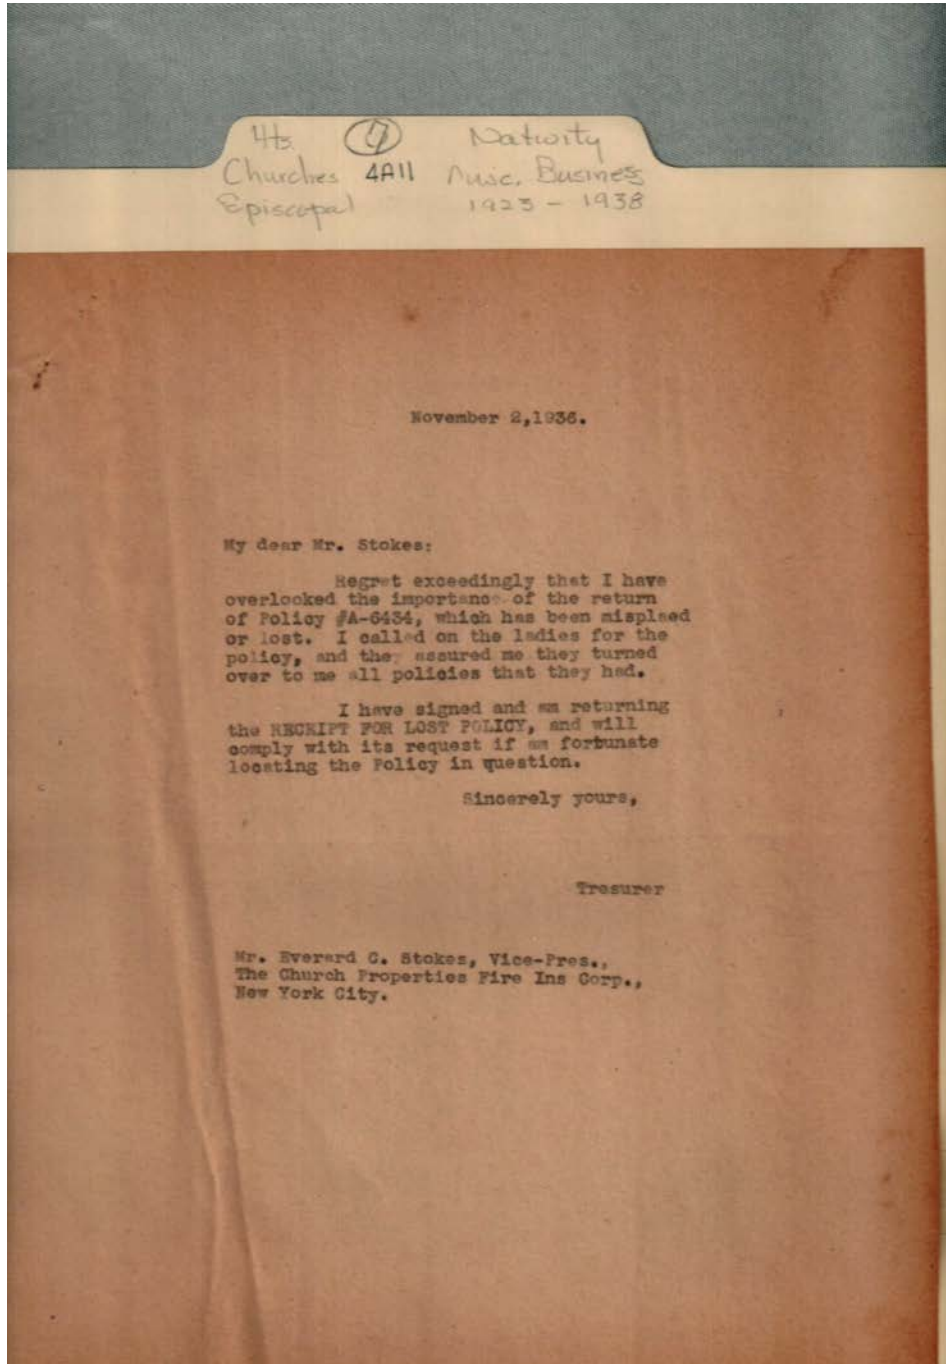 Hts. 7 Nativity
Churches 4A11 Misc. Business
Episcopal 1923 - 1938
November 2,1936.
My dear Mr. Stokes:
Regret exceedingly that I have
overlooked the importance of the return
of Policy #A-6434, which has been misplaed
or lost. I called on the ladies for the
policy, and they assured me they turned
over to me all policies that they had.
I have signed and am returning
the RECEIPT FOR LOST POLICY, and will
comply with its request if am fortunate
locating the Policy in question.
Sincerely yours,
Tresurer
Mr. Everard C. Stokes, Vice-Pres.,
The Church Properties Fire Ins Corp.,
New York City.